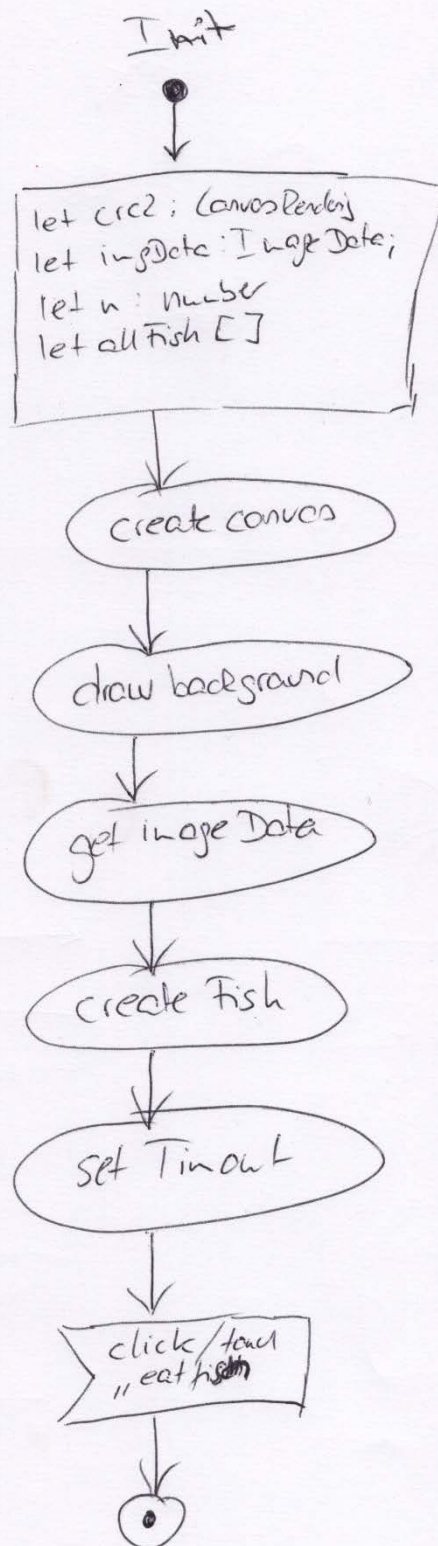 Init
let crc2: CanvasRendering
let imgData: ImageData;
let n: number
let allFish []
create canvas
draw background
get image Data
create Fish
set Timout
click/touch
„eat fish